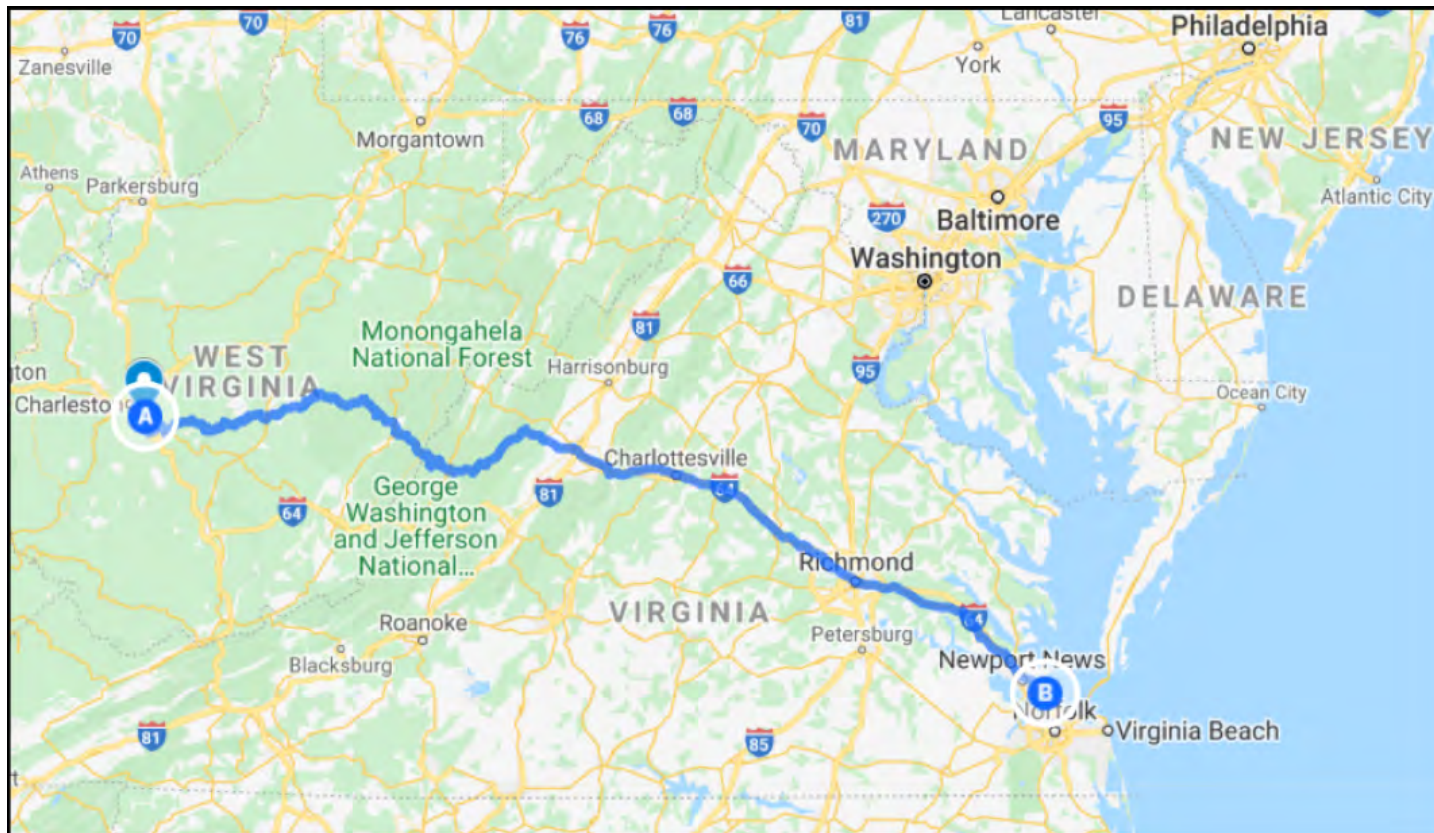 70
70
76
76
81
Lancaster
Philadelphia
Zanesville
York
68
68
70
95
Morgantown
MARYLAND
NEW JERSEY
Athens
Parkersburg
Atlantic City
270
Baltimore
Washington
66
DELAWARE
81
Monongahela
National Forest
WEST
VIRGINIA
Harrisonburg
95
gton
Charlesto
A
Ocean City
Charlottesville
64
81
George
Washington
and Jefferson
National...
64
Richmond
VIRGINIA
64
Roanoke
Petersburg
Blacksburg
Newport News
B
Norfolk
Virginia Beach
81
85
t